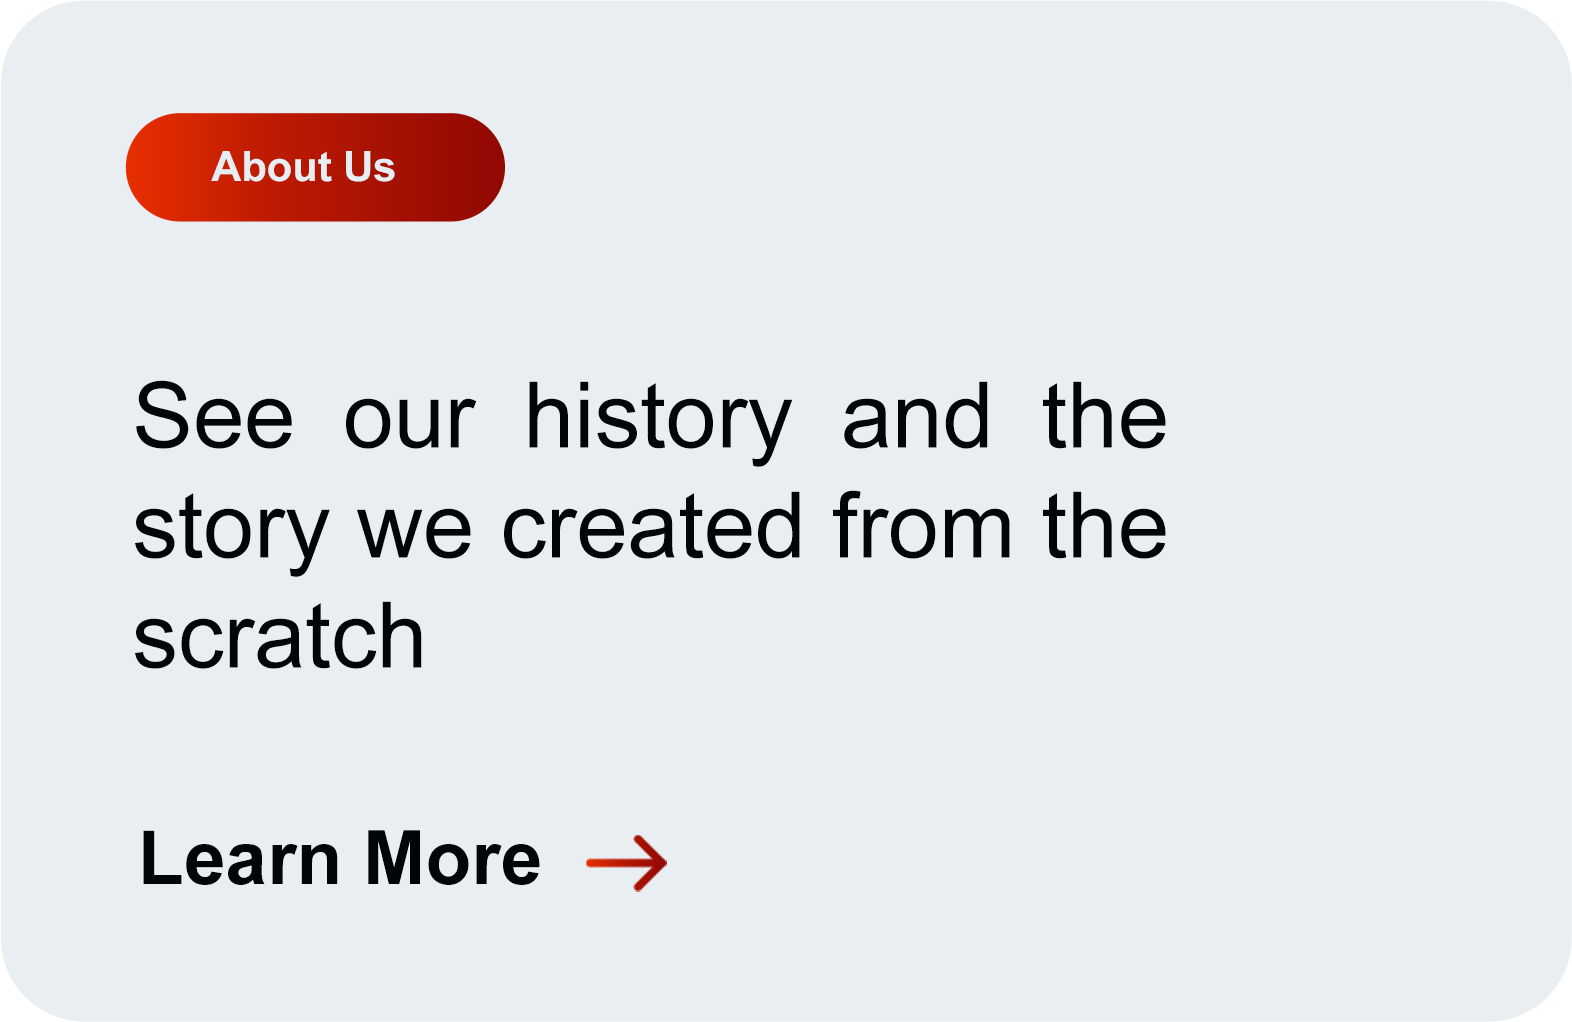 About Us
See our history and the
story we created from the
scratch
Learn More